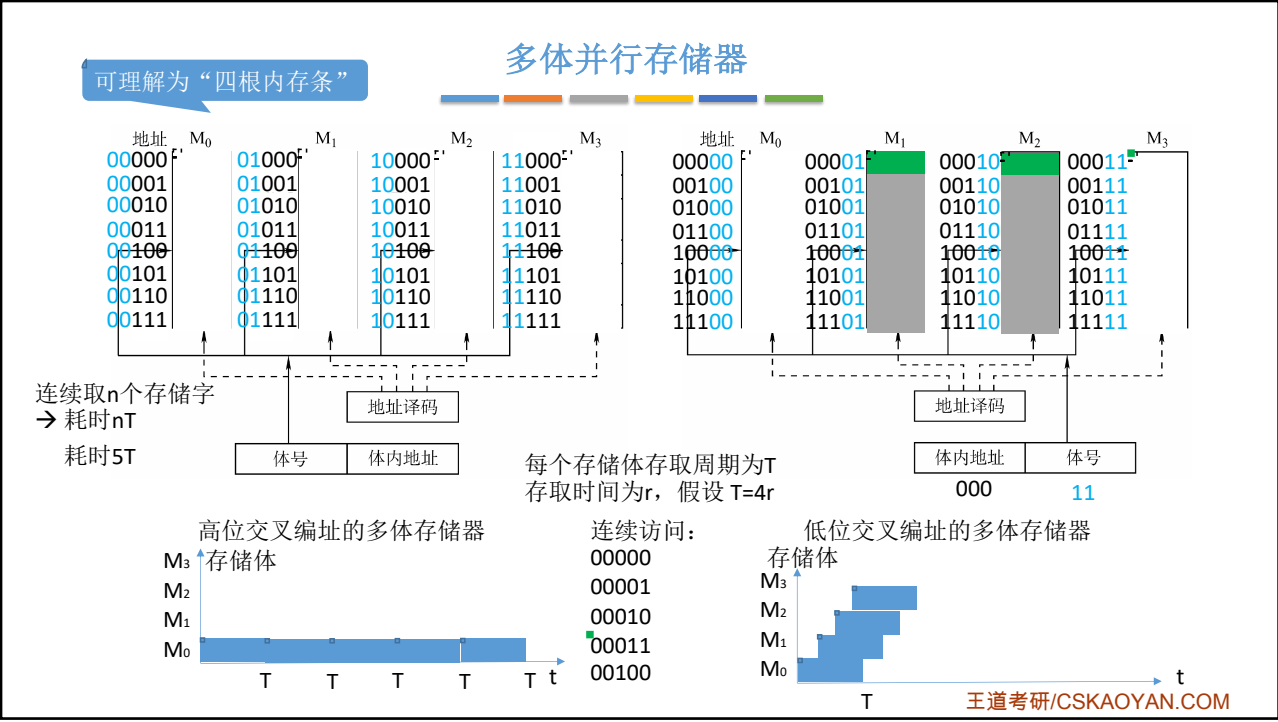 多体并行存储器
可理解为“四根内存条”
地址 M0 M1 M2 M3
00000 01000 10000 11000
00001 01001 10001 11001
00010 01010 10010 11010
00011 01011 10011 11011
00100 01100 10100 11100
00101 01101 10101 11101
00110 01110 10110 11110
00111 01111 10111 11111
地址译码
体号 体内地址
连续取n个存储字
→ 耗时nT
耗时5T
地址 M0 M1 M2 M3
00000 00001 00010 00011
00100 00101 00110 00111
01000 01001 01010 01011
01100 01101 01110 01111
10000 10001 10010 10011
10100 10101 10110 10111
11000 11001 11010 11011
11100 11101 11110 11111
地址译码
体内地址 体号
000 11
每个存储体存取周期为T
存取时间为r，假设 T=4r
高位交叉编址的多体存储器
存储体
M3
M2
M1
M0
T T T T T t
连续访问：
00000
00001
00010
00011
00100
低位交叉编址的多体存储器
存储体
M3
M2
M1
M0
t
T
王道考研/CSKAOYAN.COM